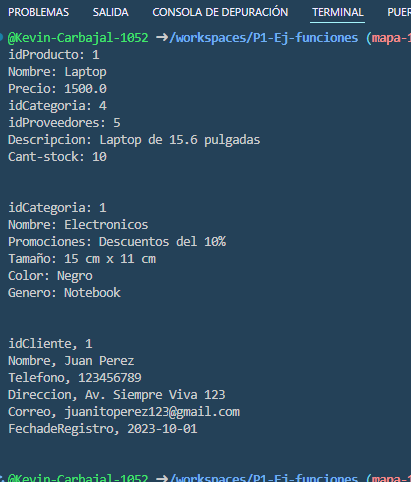 PROBLEMAS SALIDA CONSOLA DE DEPURACIÓN TERMINAL PUER
@Kevin-Carbajal-1052 ➜/workspaces/P1-Ej-funciones (mapa-1
idProducto: 1
Nombre: Laptop
Precio: 1500.0
idCategoria: 4
idProveedores: 5
Descripcion: Laptop de 15.6 pulgadas
Cant-stock: 10
idCategoria: 1
Nombre: Electronicos
Promociones: Descuentos del 10%
Tamaño: 15 cm x 11 cm
Color: Negro
Genero: Notebook
idCliente, 1
Nombre, Juan Perez
Telefono, 123456789
Direccion, Av. Siempre Viva 123
Correo, juanitoperez123@gmail.com
FechadeRegistro, 2023-10-01
@Kevin-Carbajal-1052 ➜/workspaces/P1-Ej-funciones (mapa-1